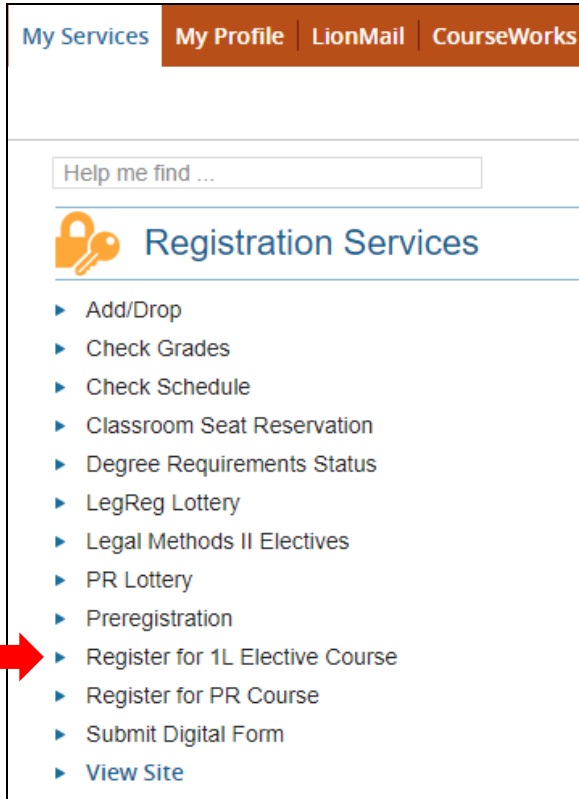 My Services My Profile LionMail CourseWorks
Help me find ...
Registration Services
Add/Drop
Check Grades
Check Schedule
Classroom Seat Reservation
Degree Requirements Status
LegReg Lottery
Legal Methods II Electives
PR Lottery
Preregistration
Register for 1L Elective Course
Register for PR Course
Submit Digital Form
View Site